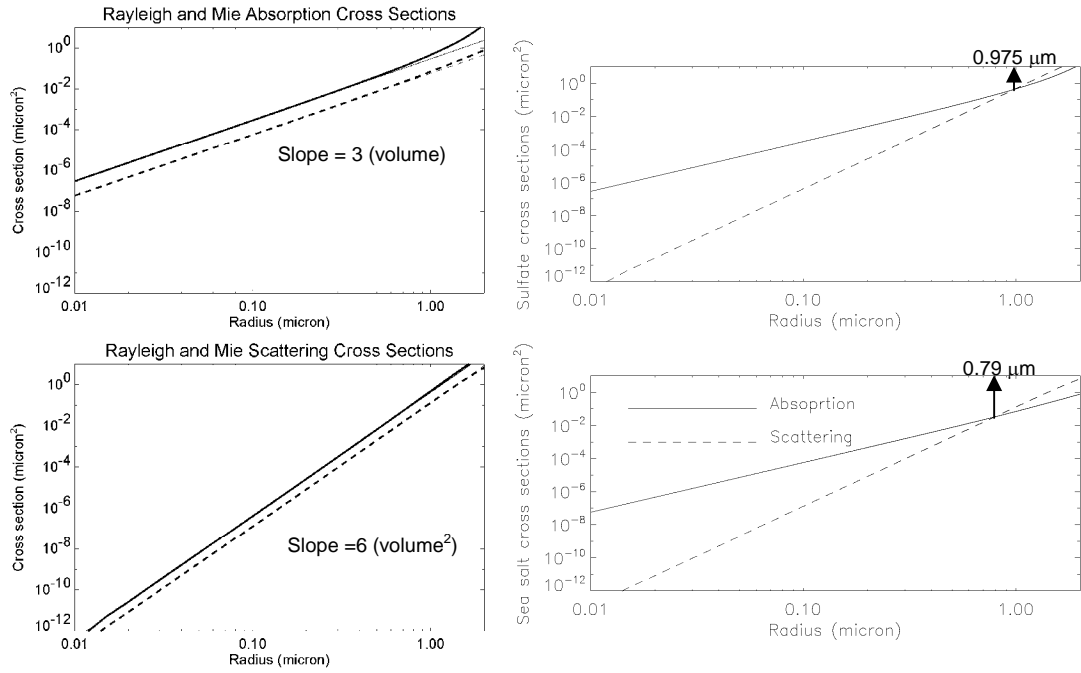 Rayleigh and Mie Absorption Cross Sections
Cross section (micron²)
10⁰
10⁻²
10⁻⁴
10⁻⁶
10⁻⁸
10⁻¹⁰
10⁻¹²
Slope = 3 (volume)
0.01
0.10
1.00
Radius (micron)
0.975 μm
Sulfate cross sections (micron²)
10⁰
10⁻²
10⁻⁴
10⁻⁶
10⁻⁸
10⁻¹⁰
10⁻¹²
0.01
0.10
1.00
Radius (micron)
Rayleigh and Mie Scattering Cross Sections
Cross section (micron²)
10⁰
10⁻²
10⁻⁴
10⁻⁶
10⁻⁸
10⁻¹⁰
10⁻¹²
Slope =6 (volume²)
0.01
0.10
1.00
Radius (micron)
0.79 μm
Sea salt cross sections (micron²)
10⁰
10⁻²
10⁻⁴
10⁻⁶
10⁻⁸
10⁻¹⁰
10⁻¹²
Absoprtion
Scattering
0.01
0.10
1.00
Radius (micron)